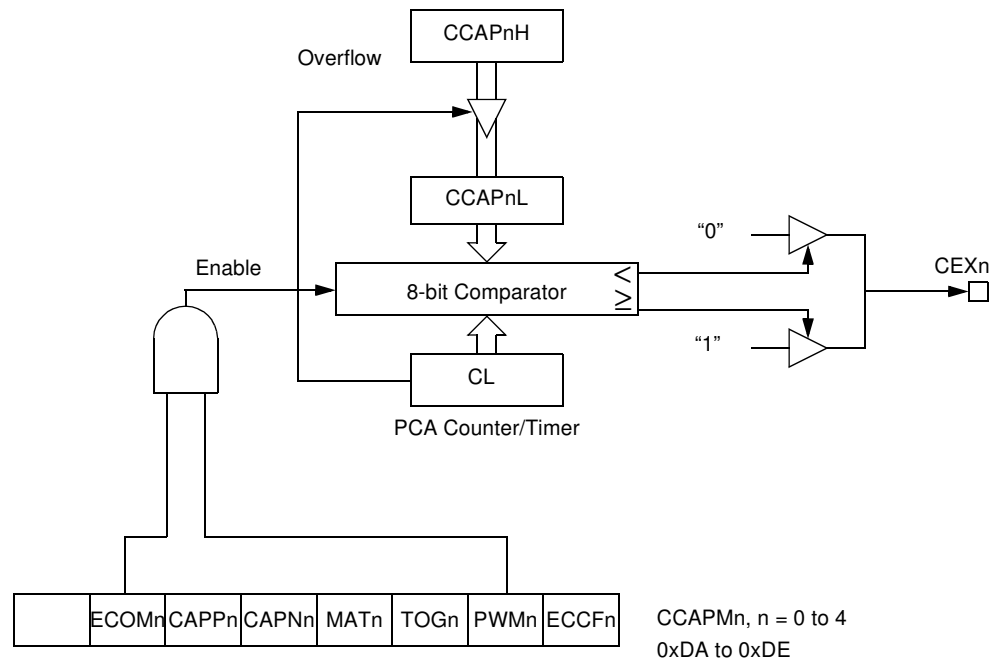 CCAPnH
Overflow
CCAPnL
“0”
Enable
<
8-bit Comparator
≥
CEXn
“1”
CL
PCA Counter/Timer
ECOMn CAPPn CAPNn MATn TOGn PWMn ECCFn
CCAPMn, n = 0 to 4
0xDA to 0xDE